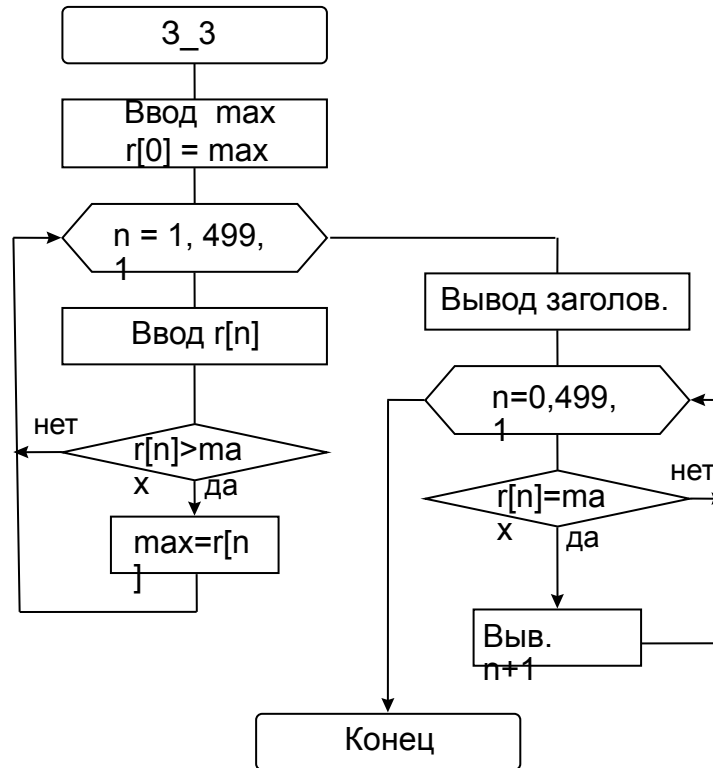 З_3
Ввод max
r[0] = max
n = 1, 499,
1
Ввод r[n]
нет
r[n]>ma
x
да
max=r[n
]
Вывод заголов.
n=0,499,
1
r[n]=ma
x
нет
да
Выв.
n+1
Конец